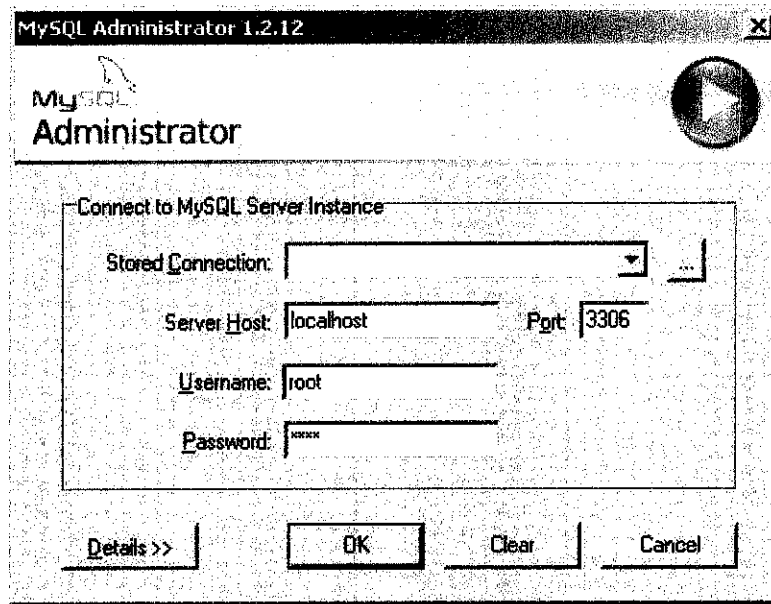 MySQL Administrator 1.2.12
MySQL
Administrator
Connect to MySQL Server Instance
Stored Connection: ...
Server Host: localhost Port: 3306
Username: root
Password: ****
Details >> OK Clear Cancel